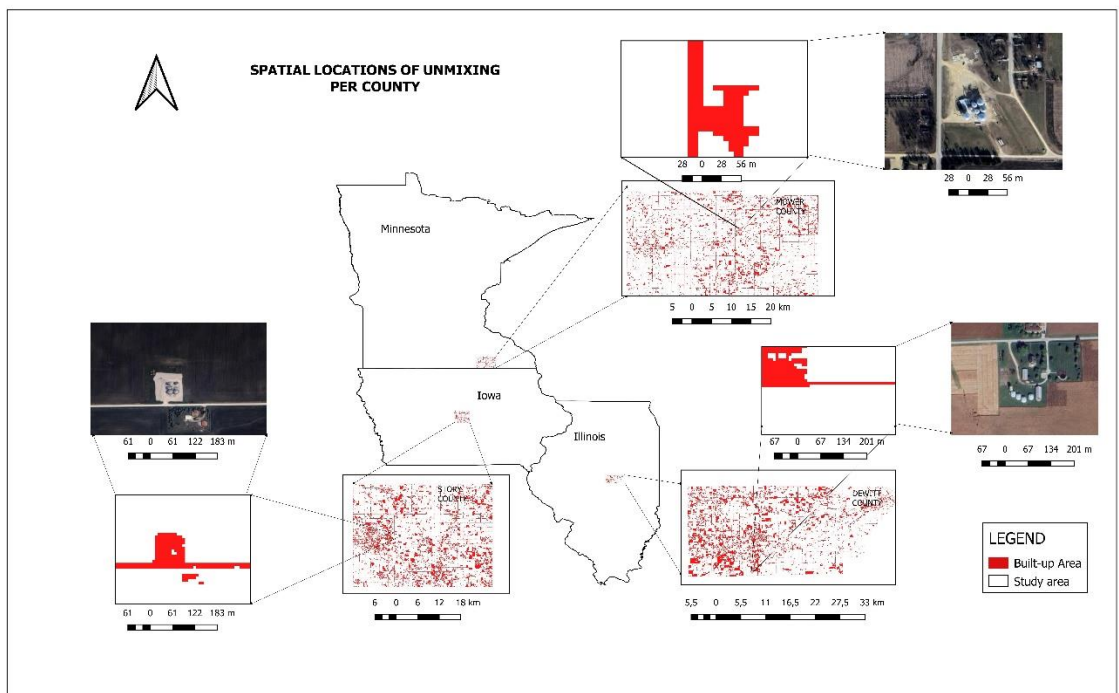 SPATIAL LOCATIONS OF UNMIXING
PER COUNTY
28 0 28 56 m
28 0 28 56 m
MOWER
COUNTY
Minnesota
5 0 5 10 15 20 km
61 0 61 122 183 m
Iowa
Illinois
67 0 67 134 201 m
67 0 67 134 201 m
STORY
COUNTY
DEWITT
COUNTY
61 0 61 122 183 m
6 0 6 12 18 km
5,5 0 5,5 11 16,5 22 27,5 33 km
LEGEND
Built-up Area
Study area